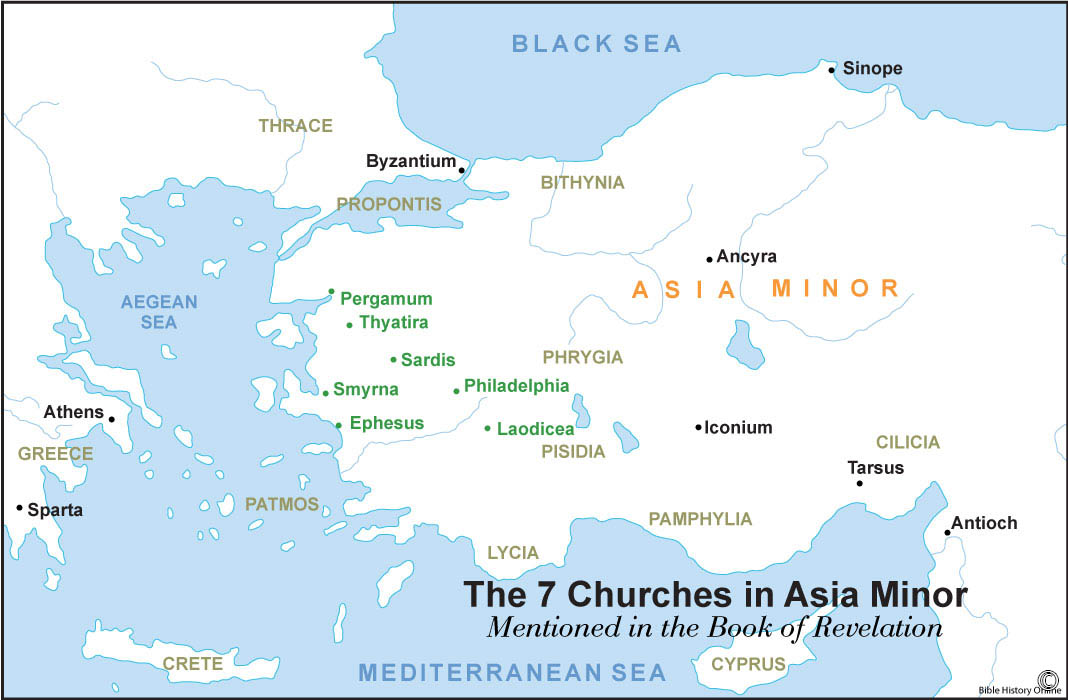 BLACK SEA
Sinope
THRACE
Byzantium
BITHYNIA
PROPONTIS
Ancyra
ASIA MINOR
AEGEAN
SEA
Pergamum
Thyatira
Sardis
PHRYGIA
Smyrna
Philadelphia
Athens
Ephesus
Laodicea
Iconium
GREECE
PISIDIA
CILICIA
Tarsus
Sparta
PATMOS
PAMPHYLIA
Antioch
LYCIA
The 7 Churches in Asia Minor
Mentioned in the Book of Revelation
CRETE
MEDITERRANEAN SEA
CYPRUS
©
Bible History Online